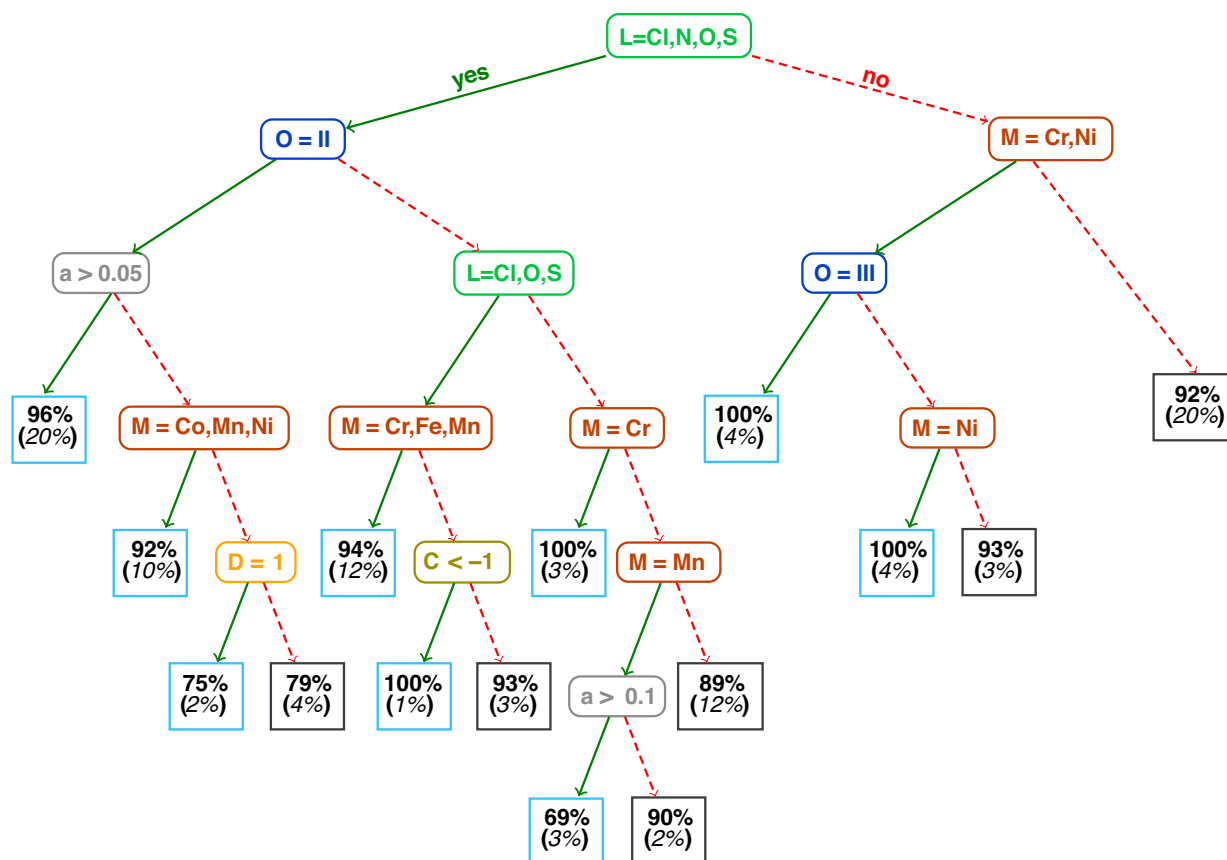 L=Cl,N,O,S
yes
no
O = II
M = Cr,Ni
a > 0.05
L=Cl,O,S
O = III
96%
(20%)
M = Co,Mn,Ni
M = Cr,Fe,Mn
M = Cr
100%
(4%)
M = Ni
92%
(20%)
92%
(10%)
D = 1
94%
(12%)
C < –1
100%
(3%)
M = Mn
100%
(4%)
93%
(3%)
75%
(2%)
79%
(4%)
100%
(1%)
93%
(3%)
a > 0.1
89%
(12%)
69%
(3%)
90%
(2%)